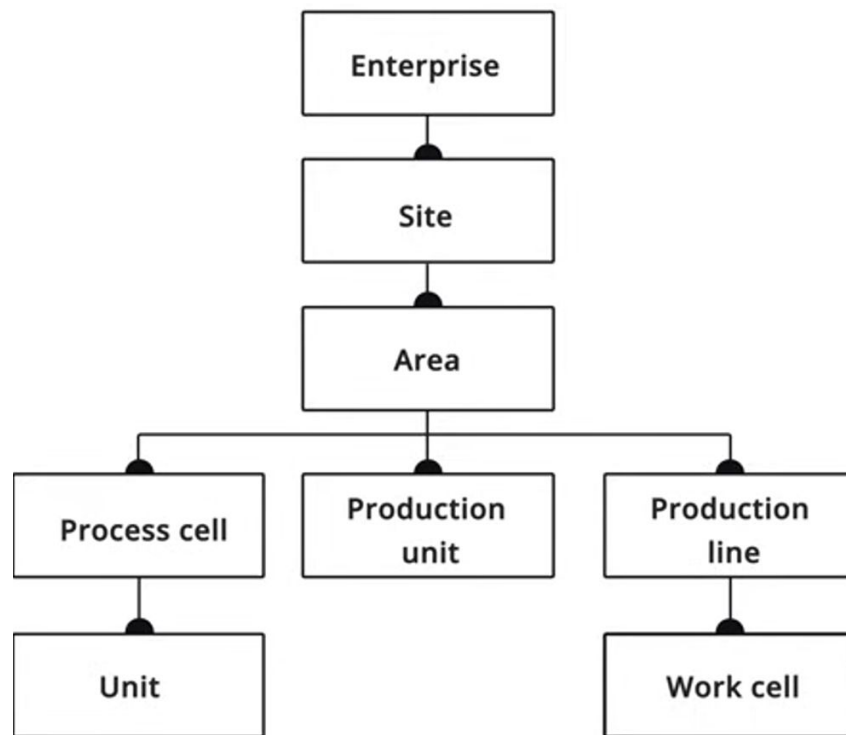 Enterprise
Site
Area
Process cell
Production
unit
Production
line
Unit
Work cell